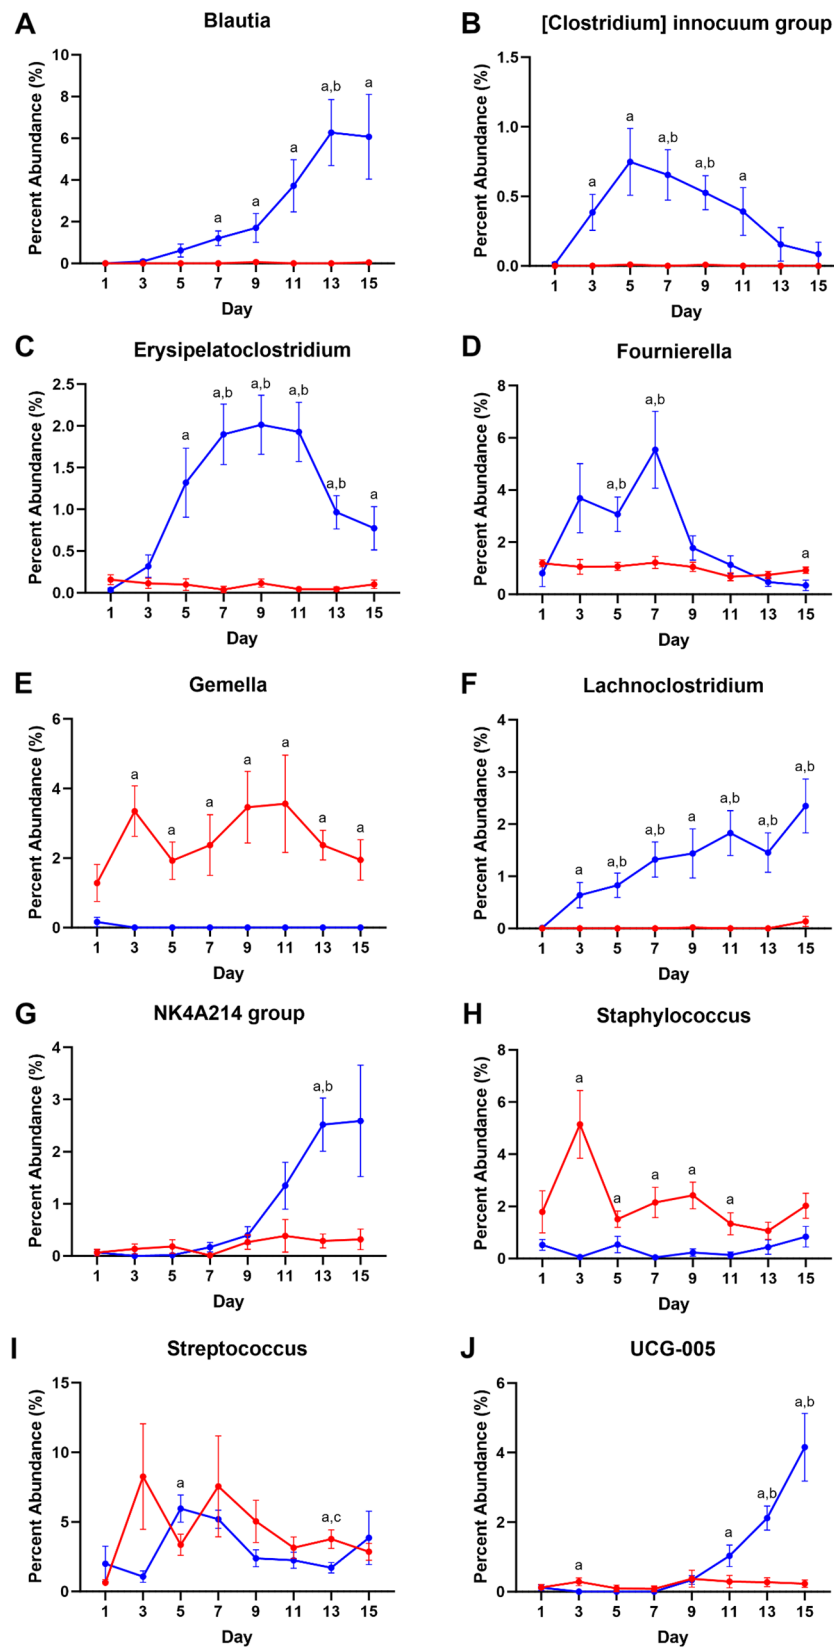 A
Blautia
Percent Abundance (%)
10
8
6
4
2
0
a
a
a
a,b
a
1 3 5 7 9 11 13 15
Day
B
[Clostridium] innocuum group
Percent Abundance (%)
1.5
1.0
0.5
0.0
a
a
a,b
a,b
a
1 3 5 7 9 11 13 15
Day
C
Erysipelatoclostridium
Percent Abundance (%)
2.5
2.0
1.5
1.0
0.5
0.0
a
a,b
a,b
a,b
a,b
a
1 3 5 7 9 11 13 15
Day
D
Fournierella
Percent Abundance (%)
8
6
4
2
0
a,b
a,b
a
1 3 5 7 9 11 13 15
Day
E
Gemella
Percent Abundance (%)
6
4
2
0
a
a
a
a
a
a
a
1 3 5 7 9 11 13 15
Day
F
Lachnoclostridium
Percent Abundance (%)
4
3
2
1
0
a
a,b
a,b
a
a,b
a,b
a,b
1 3 5 7 9 11 13 15
Day
G
NK4A214 group
Percent Abundance (%)
4
3
2
1
0
a,b
1 3 5 7 9 11 13 15
Day
H
Staphylococcus
Percent Abundance (%)
8
6
4
2
0
a
a
a
a
a
1 3 5 7 9 11 13 15
Day
I
Streptococcus
Percent Abundance (%)
15
10
5
0
a
a,c
1 3 5 7 9 11 13 15
Day
J
UCG-005
Percent Abundance (%)
6
4
2
0
a
a
a,b
a,b
1 3 5 7 9 11 13 15
Day